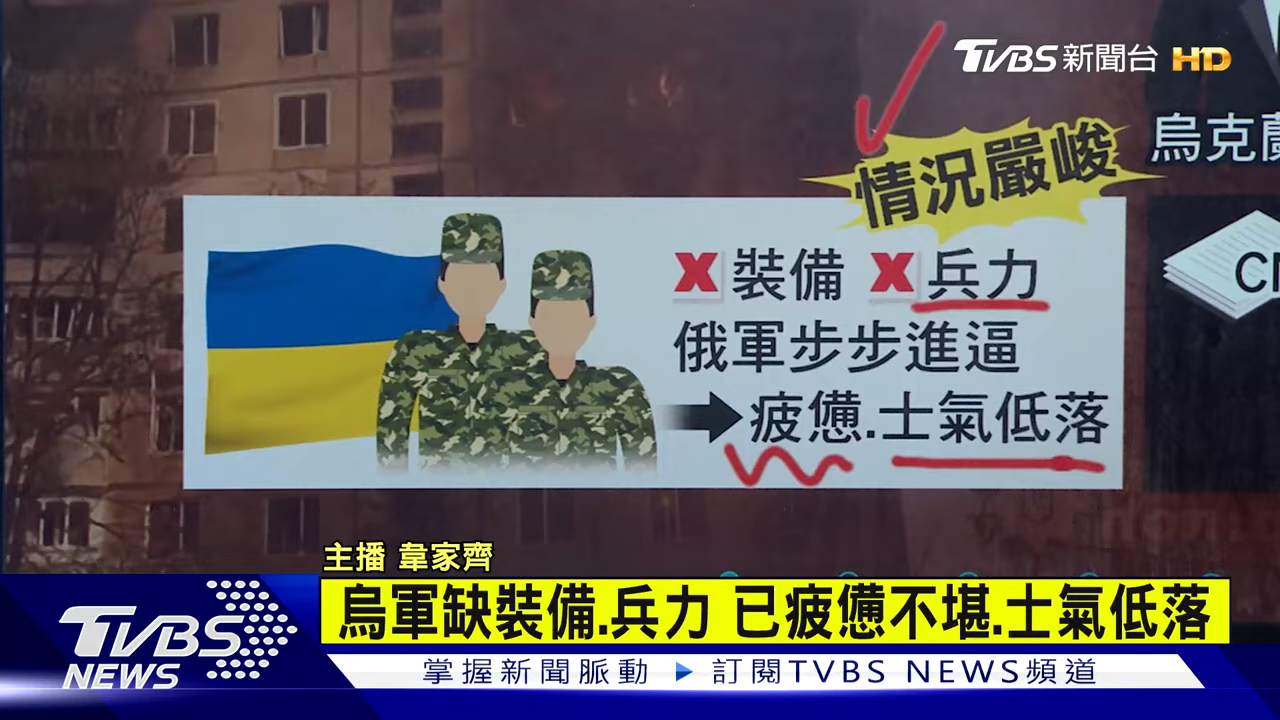 TVBS新聞台 HD
烏克
情況嚴峻
X裝備 X兵力
俄軍步步進逼
疲憊.士氣低落
主播 韋家齊
烏軍缺裝備.兵力 已疲憊不堪.士氣低落
TVBS NEWS
掌握新聞脈動 ▶ 訂閱TVBS NEWS頻道